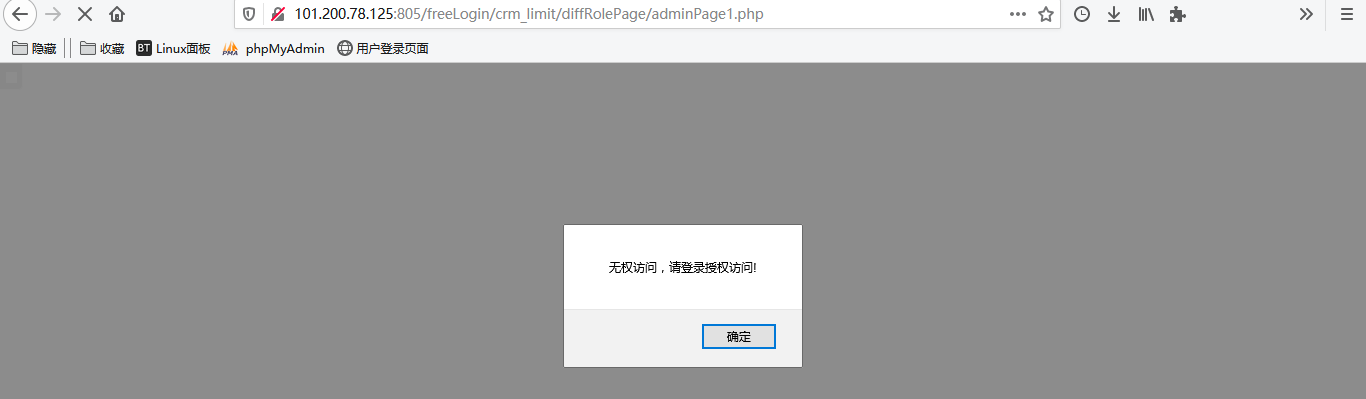 101.200.78.125:805/freeLogin/crm_limit/diffRolePage/adminPage1.php
隐藏 收藏 BT Linux面板 PMA phpMyAdmin 用户登录页面
无权访问，请登录授权访问!
确定